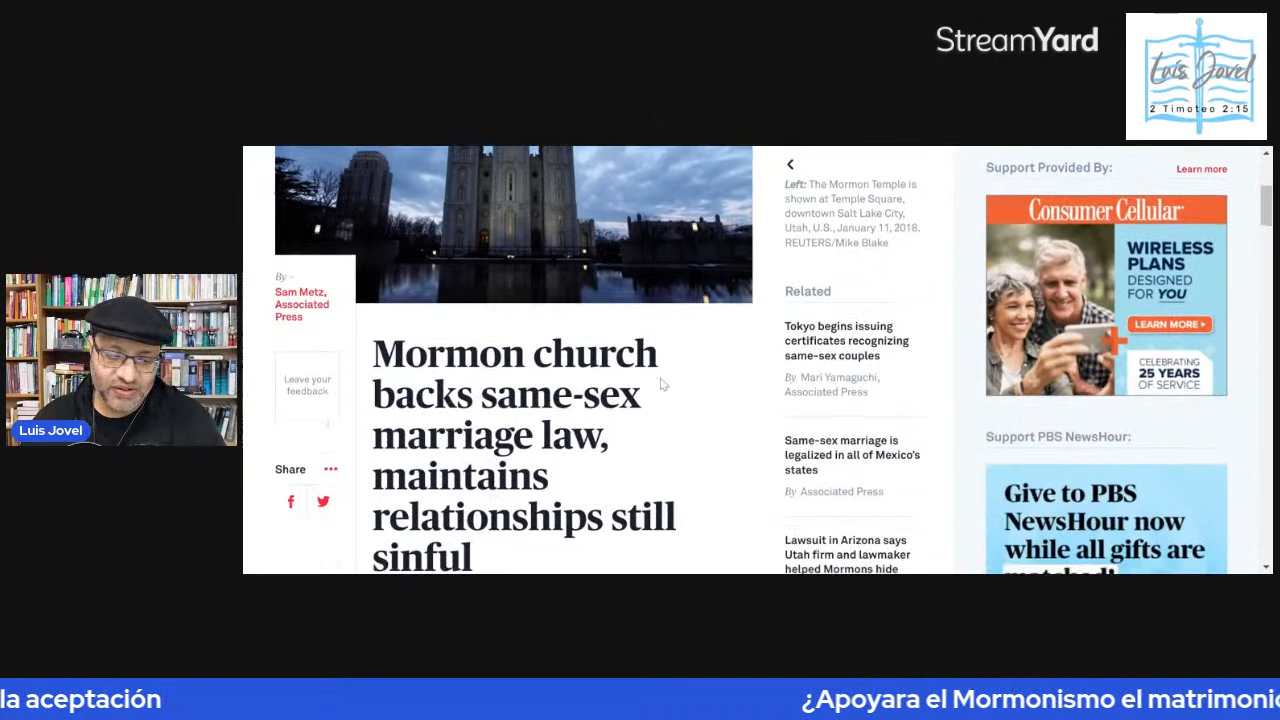 StreamYard
Luis Jovel
2 Timoteo 2:15
Left: The Mormon Temple is
shown at Temple Square,
downtown Salt Lake City,
Utah, U.S., January 11, 2018.
REUTERS/Mike Blake
Support Provided By:
Learn more
Consumer Cellular
WIRELESS
PLANS
DESIGNED
FOR YOU
LEARN MORE
CELEBRATING
25 YEARS
OF SERVICE
By —
Sam Metz,
Associated
Press
Leave your
feedback
Share
Mormon church
backs same-sex
marriage law,
maintains
relationships still
sinful
Related
Tokyo begins issuing
certificates recognizing
same-sex couples
By Mari Yamaguchi,
Associated Press
Same-sex marriage is
legalized in all of Mexico's
states
By Associated Press
Lawsuit in Arizona says
Utah firm and lawmaker
helped Mormons hide
Support PBS NewsHour:
Give to PBS
NewsHour now
while all gifts are
matched!
Luis Jovel
la aceptación
¿Apoyara el Mormonismo el matrimonio